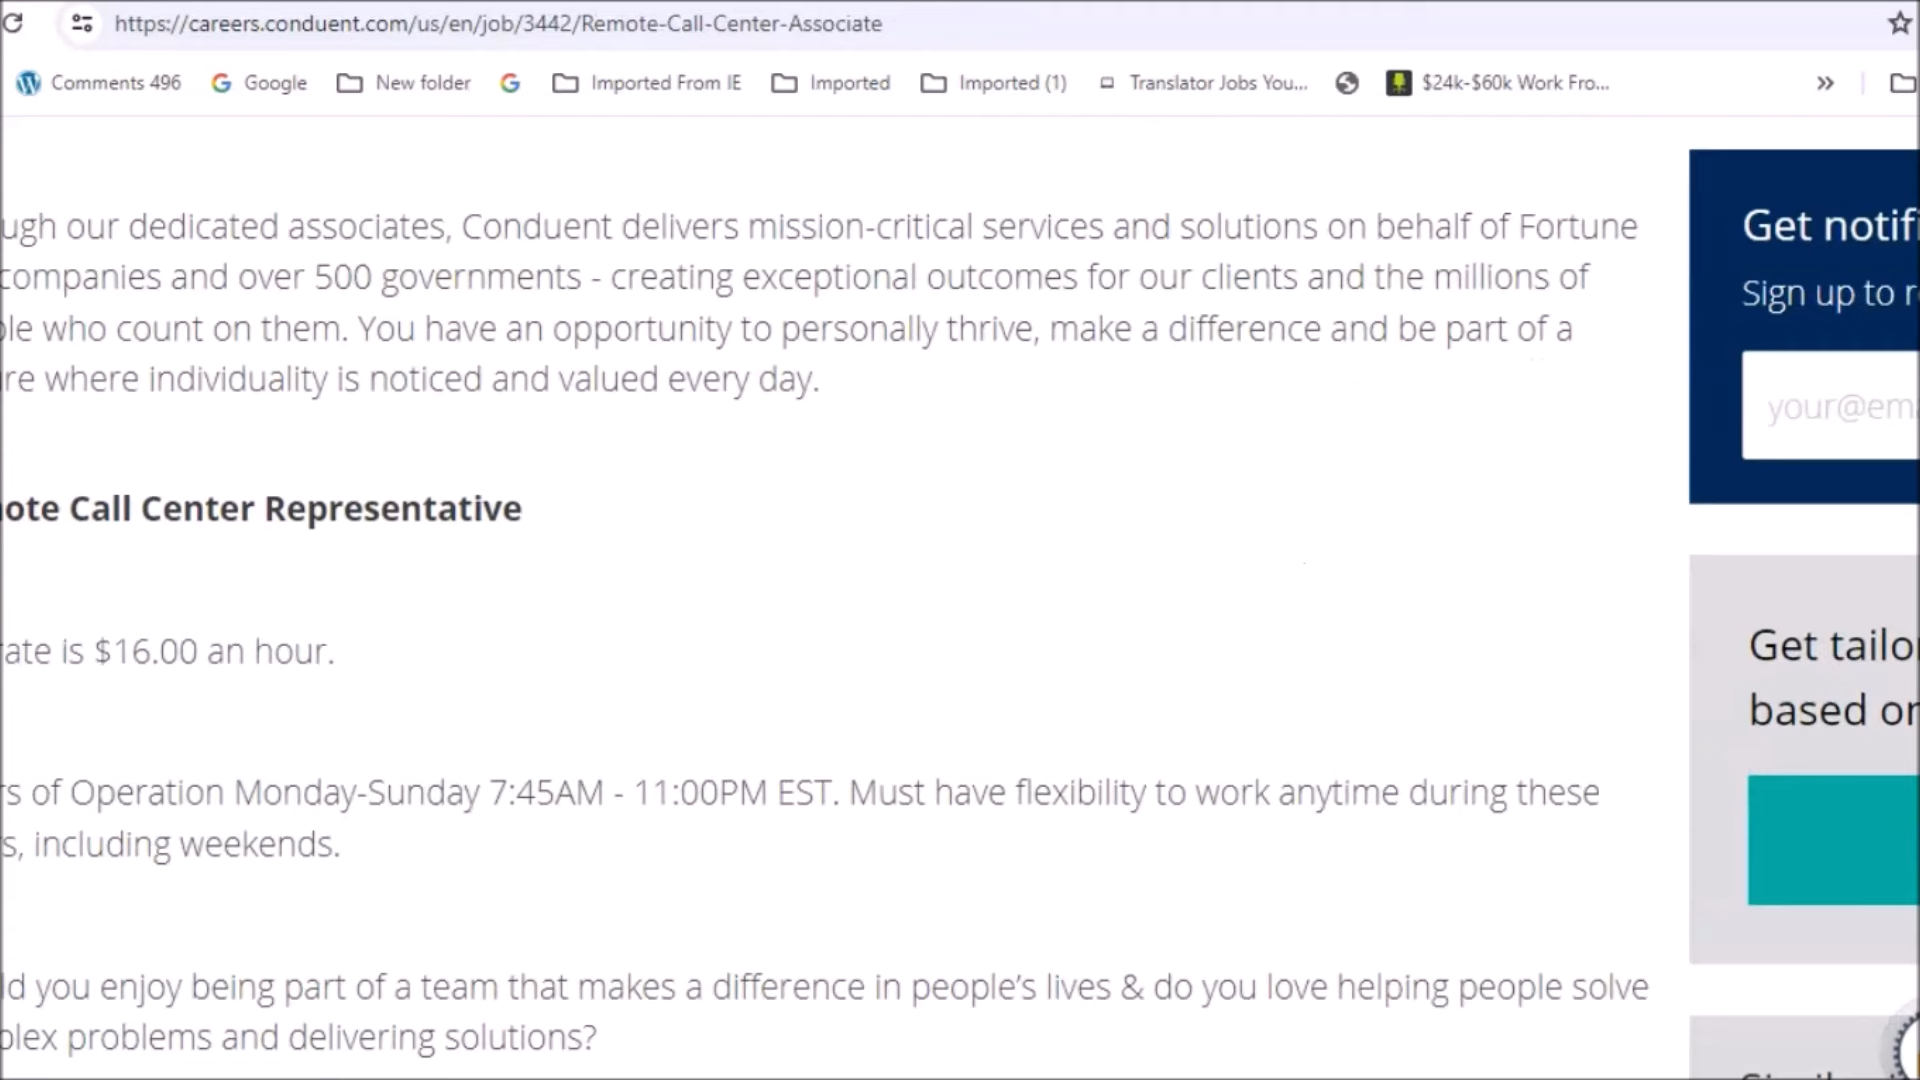 https://careers.conduent.com/us/en/job/3442/Remote-Call-Center-Associate
Comments 496 Google New folder Imported From IE Imported Imported (1) Translator Jobs You... $24k-$60k Work Fro... »
ugh our dedicated associates, Conduent delivers mission-critical services and solutions on behalf of Fortune
companies and over 500 governments - creating exceptional outcomes for our clients and the millions of
le who count on them. You have an opportunity to personally thrive, make a difference and be part of a
re where individuality is noticed and valued every day.
ote Call Center Representative
ate is $16.00 an hour.
rs of Operation Monday-Sunday 7:45AM - 11:00PM EST. Must have flexibility to work anytime during these
s, including weekends.
ld you enjoy being part of a team that makes a difference in people's lives & do you love helping people solve
plex problems and delivering solutions?
Get notifi
Sign up to r
your@ema
Get tailo
based on